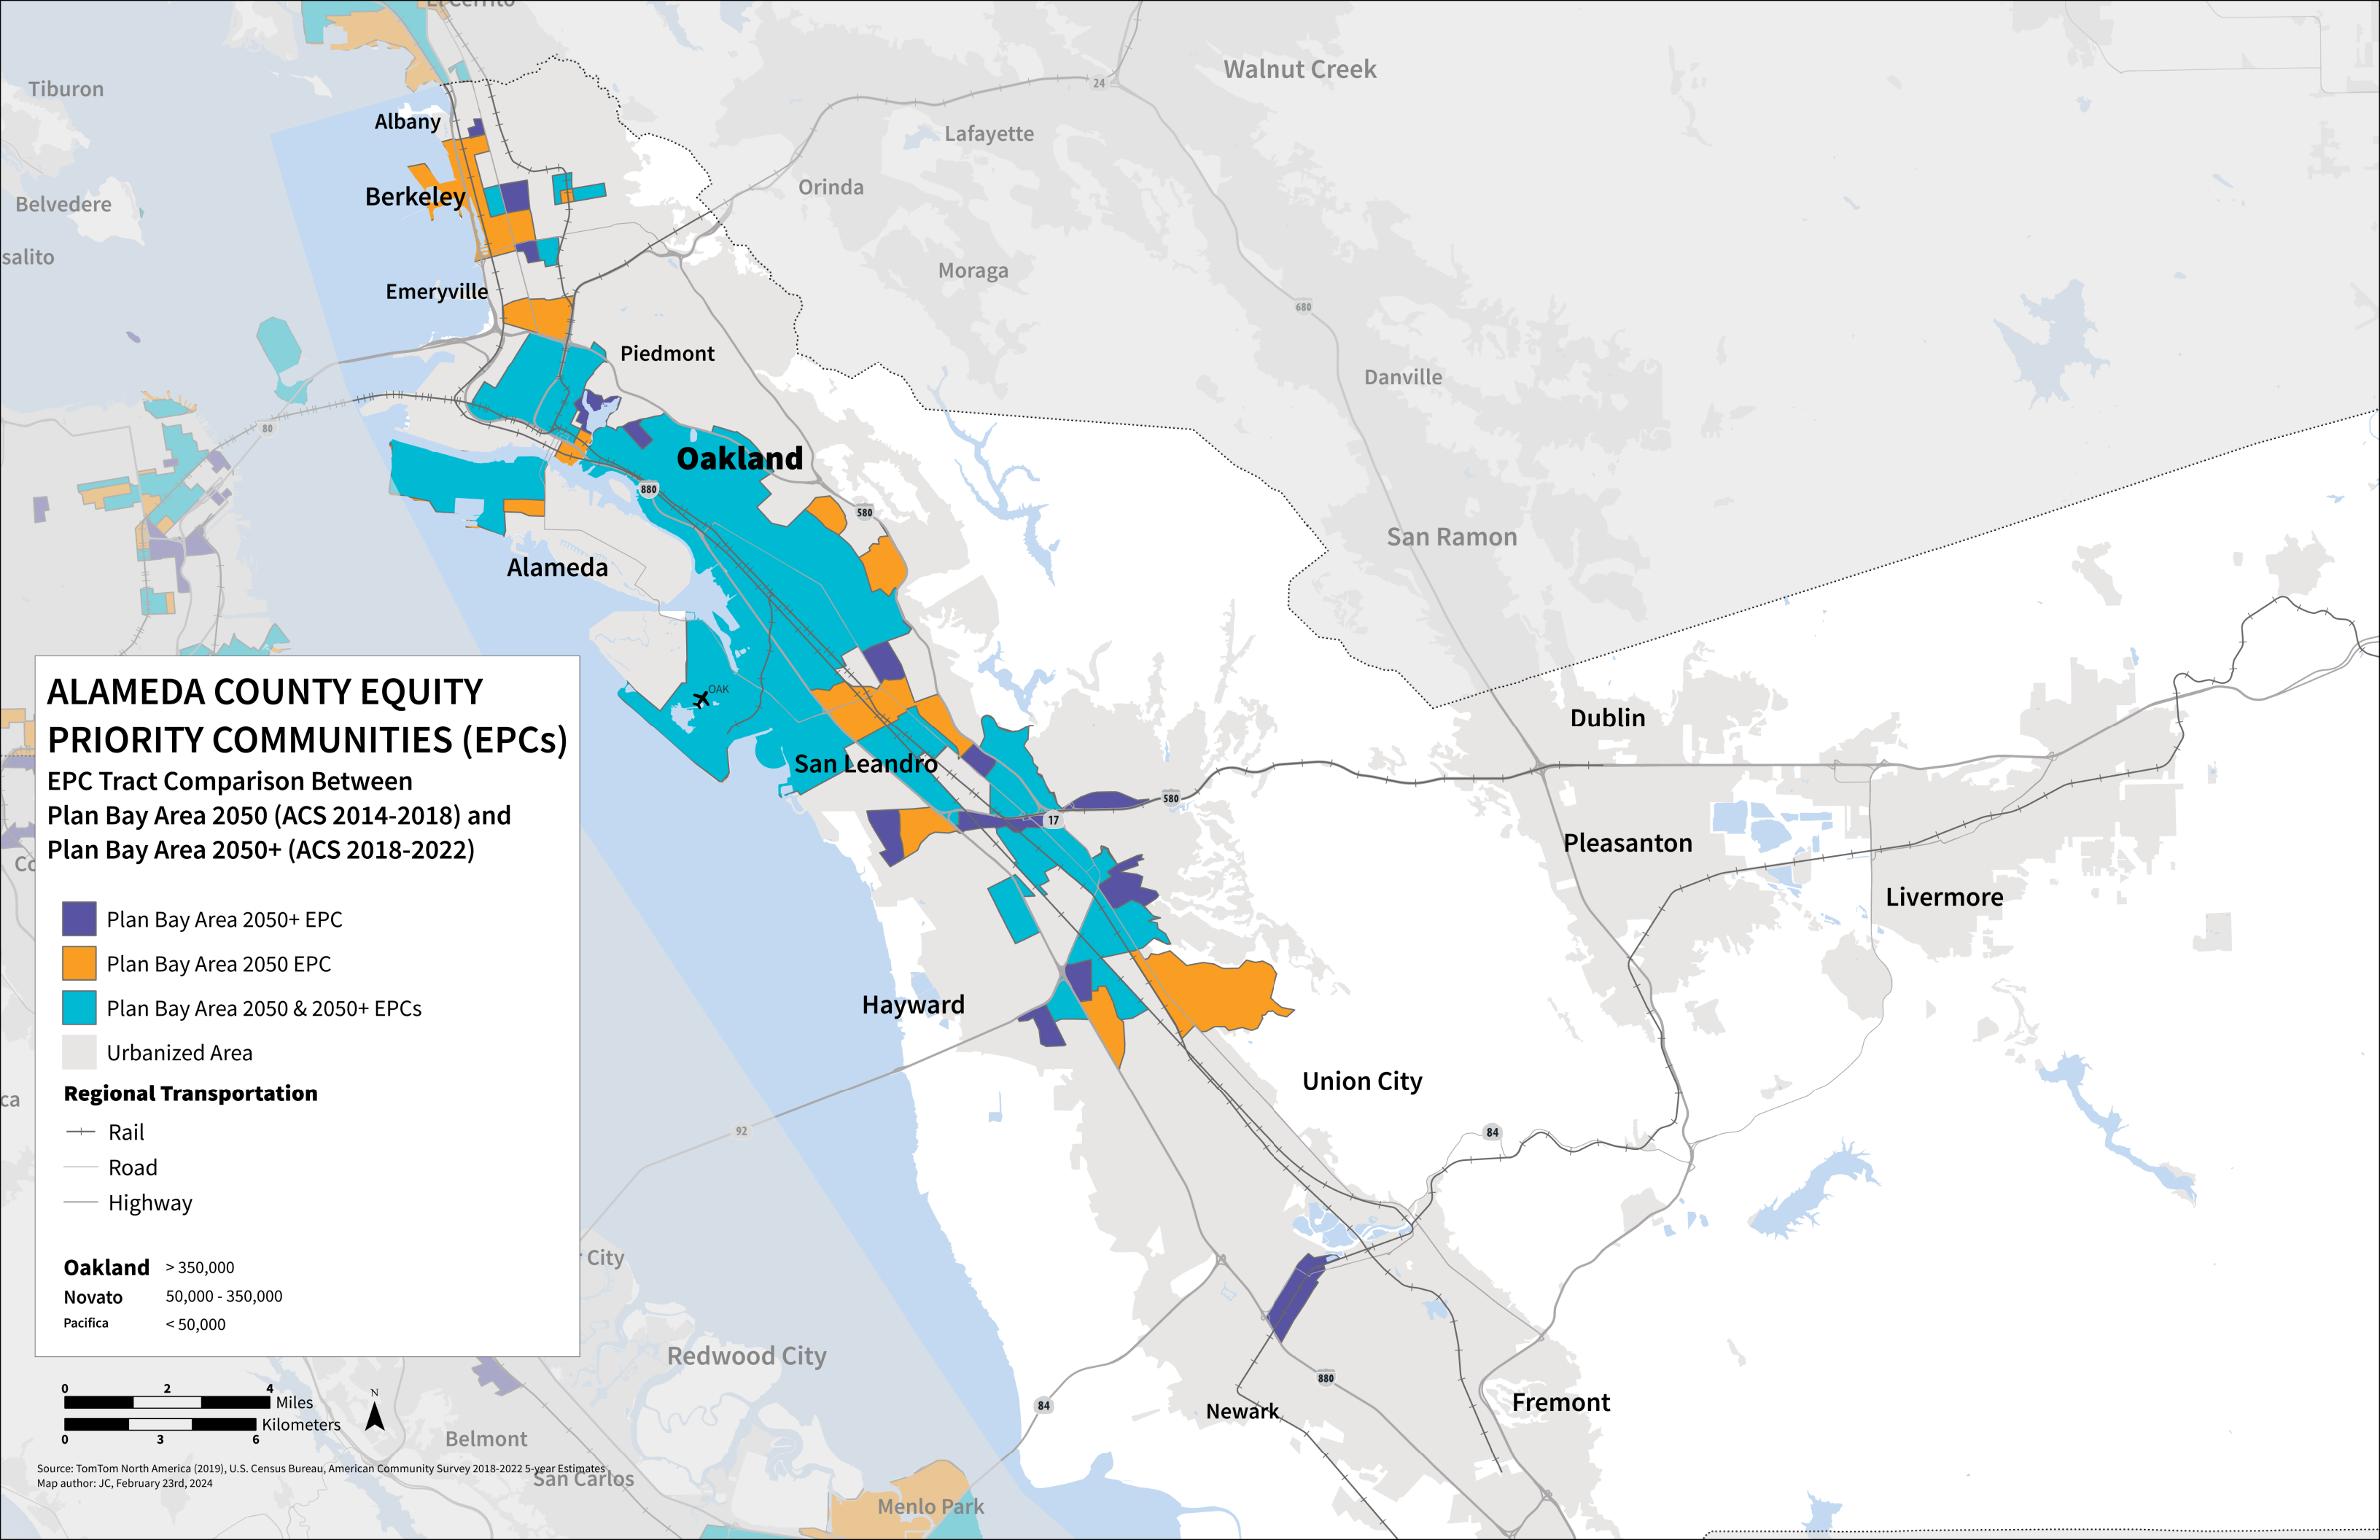 El Cerrito
Tiburon
Albany
Walnut Creek
24
Lafayette
Orinda
Belvedere
Berkeley
salito
Emeryville
Moraga
680
Piedmont
Danville
80
Oakland
880
580
San Ramon
Alameda
OAK
San Leandro
Dublin
580
17
Pleasanton
Livermore
Hayward
Union City
92
84
City
Redwood City
880
84
Newark
Fremont
Belmont
San Carlos
Menlo Park
Co
ca
ALAMEDA COUNTY EQUITY
PRIORITY COMMUNITIES (EPCs)
EPC Tract Comparison Between
Plan Bay Area 2050 (ACS 2014-2018) and
Plan Bay Area 2050+ (ACS 2018-2022)
Plan Bay Area 2050+ EPC
Plan Bay Area 2050 EPC
Plan Bay Area 2050 & 2050+ EPCs
Urbanized Area
Regional Transportation
Rail
Road
Highway
Oakland > 350,000
Novato 50,000 - 350,000
Pacifica < 50,000
0 2 4
Miles
Kilometers
0 3 6
N
Source: TomTom North America (2019), U.S. Census Bureau, American Community Survey 2018-2022 5-year Estimates
Map author: JC, February 23rd, 2024